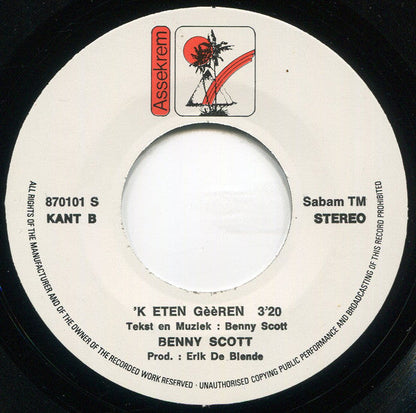 Assekrem
870101 S
KANT B
Sabam TM
STEREO
'K ETEN GèèREN 3'20
Tekst en Muziek : Benny Scott
BENNY SCOTT
Prod. : Erik De Blende
ALL RIGHTS OF THE MANUFACTURER AND OF THE OWNER OF THE RECORDED WORK RESERVED - UNAUTHORISED COPYING PUBLIC PERFORMANCE AND BROADCASTING OF THIS RECORD PROHIBITED